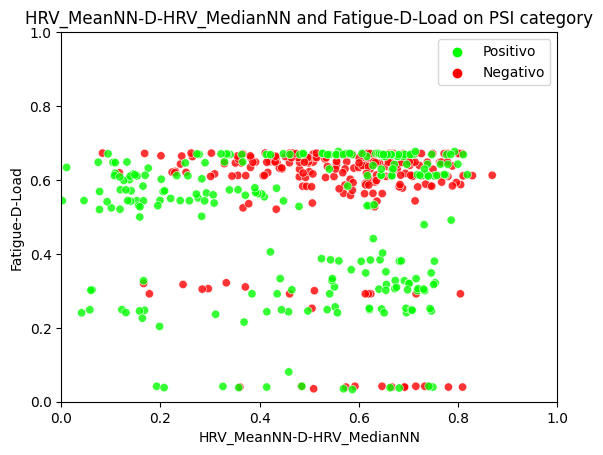 HRV_MeanNN-D-HRV_MedianNN and Fatigue-D-Load on PSI category
Positivo
Negativo
1.0
0.8
0.6
0.4
0.2
0.0
Fatigue-D-Load
0.0 0.2 0.4 0.6 0.8 1.0
HRV_MeanNN-D-HRV_MedianNN